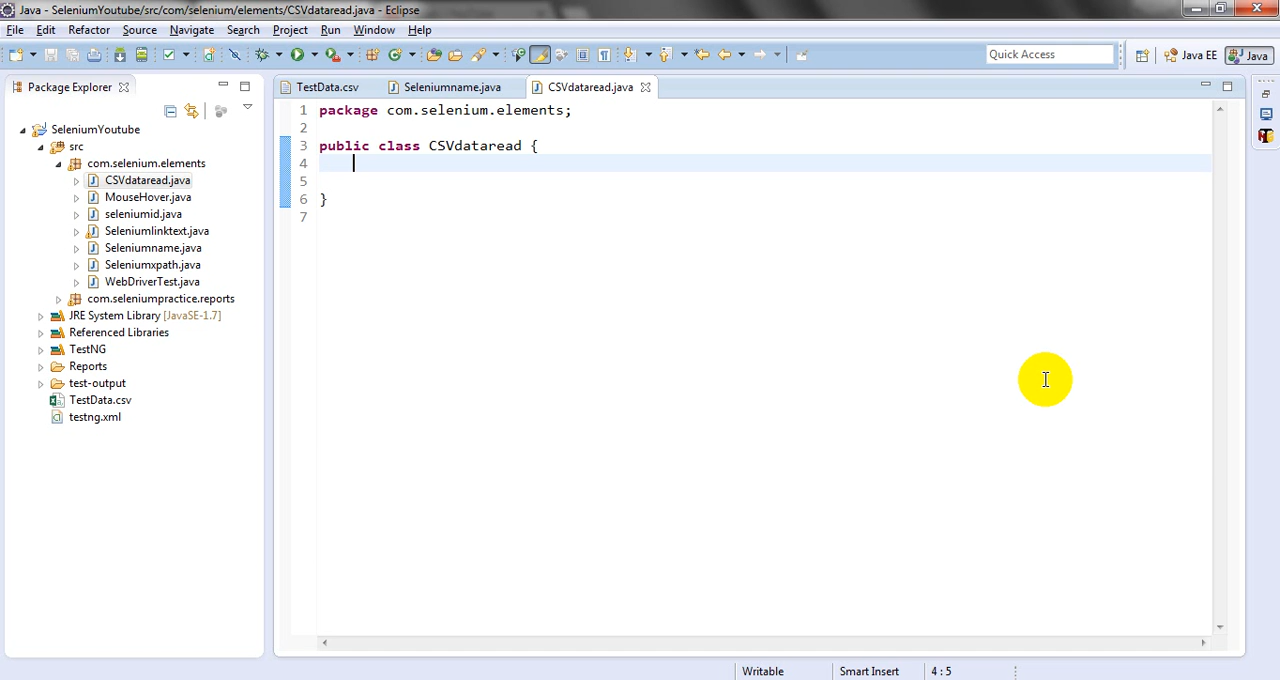 Java - SeleniumYoutube/src/com/selenium/elements/CSVdataread.java - Eclipse
File Edit Refactor Source Navigate Search Project Run Window Help
Quick Access Java EE Java
Package Explorer TestData.csv Seleniumname.java CSVdataread.java
1 package com.selenium.elements;
2
3 public class CSVdataread {
4
5
6 }
7
SeleniumYoutube
src
com.selenium.elements
CSVdataread.java
MouseHover.java
seleniumid.java
Seleniumlinktext.java
Seleniumname.java
Seleniumxpath.java
WebDriverTest.java
com.seleniumpractice.reports
JRE System Library [JavaSE-1.7]
Referenced Libraries
TestNG
Reports
test-output
TestData.csv
testng.xml
Writable Smart Insert 4 : 5